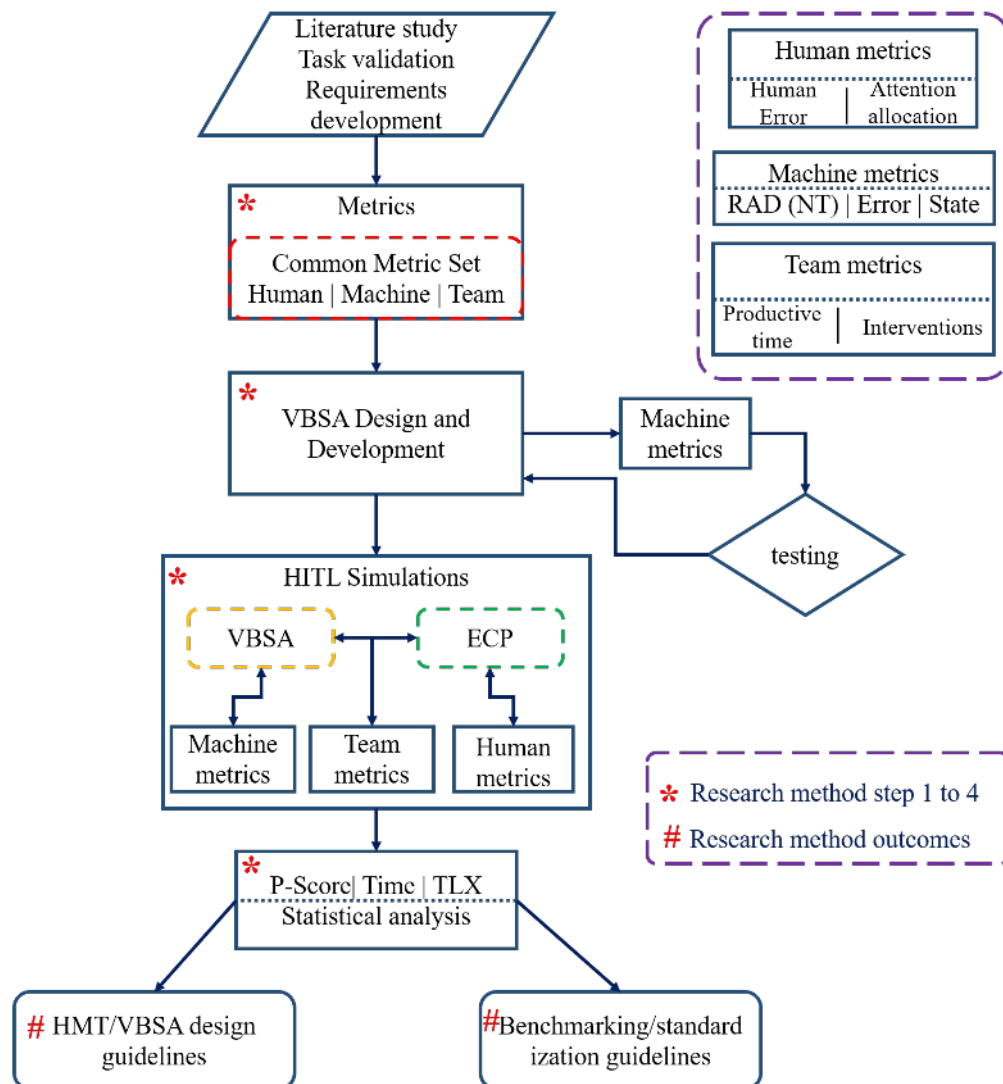 Literature study
Task validation
Requirements
development
Human metrics
Human
Error
|
Attention
allocation
Machine metrics
RAD (NT) | Error | State
Team metrics
Productive
time
|
Interventions
* Metrics
Common Metric Set
Human | Machine | Team
* VBSA Design and
Development
Machine
metrics
testing
* HITL Simulations
VBSA
ECP
Machine
metrics
Team
metrics
Human
metrics
* Research method step 1 to 4
# Research method outcomes
* P-Score| Time | TLX
Statistical analysis
# HMT/VBSA design
guidelines
#Benchmarking/standard
ization guidelines